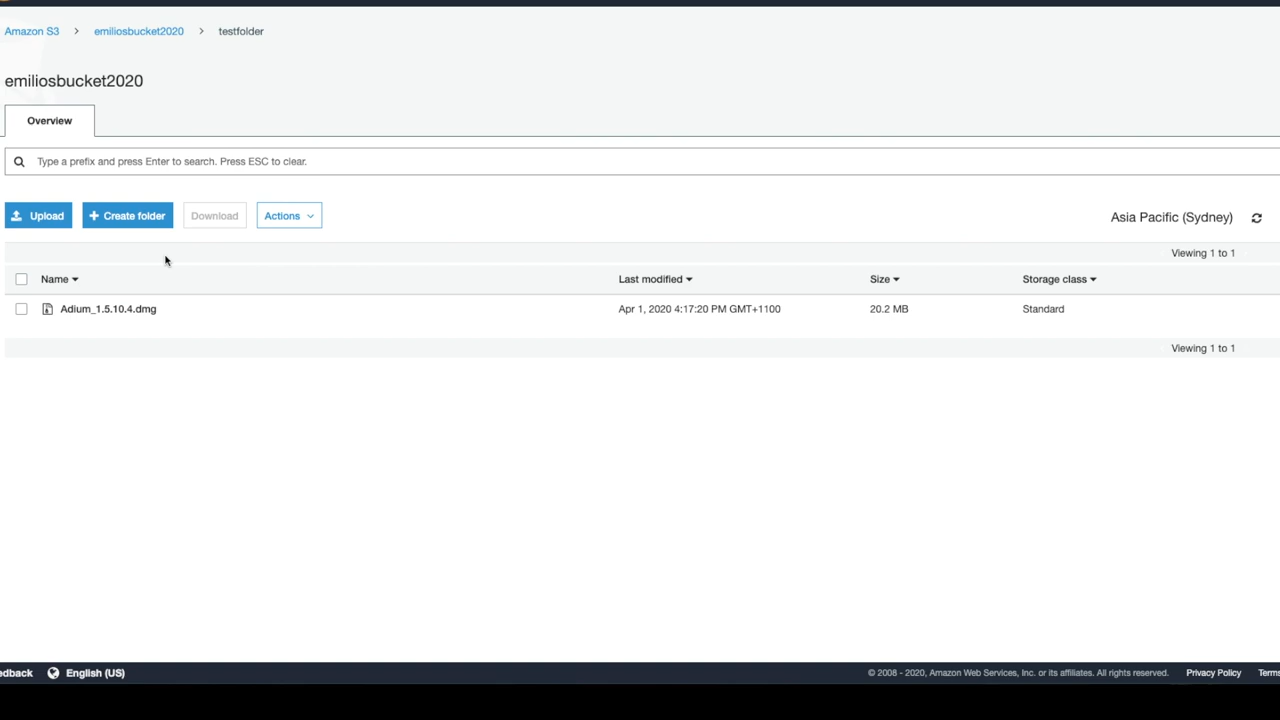 Amazon S3 > emiliosbucket2020 > testfolder
emiliosbucket2020
Overview
Type a prefix and press Enter to search. Press ESC to clear.
Upload + Create folder Download Actions Asia Pacific (Sydney)
Viewing 1 to 1
Name Last modified Size Storage class
Adium_1.5.10.4.dmg Apr 1, 2020 4:17:20 PM GMT+1100 20.2 MB Standard
Viewing 1 to 1
edback English (US) © 2008 - 2020, Amazon Web Services, Inc. or its affiliates. All rights reserved. Privacy Policy Terms